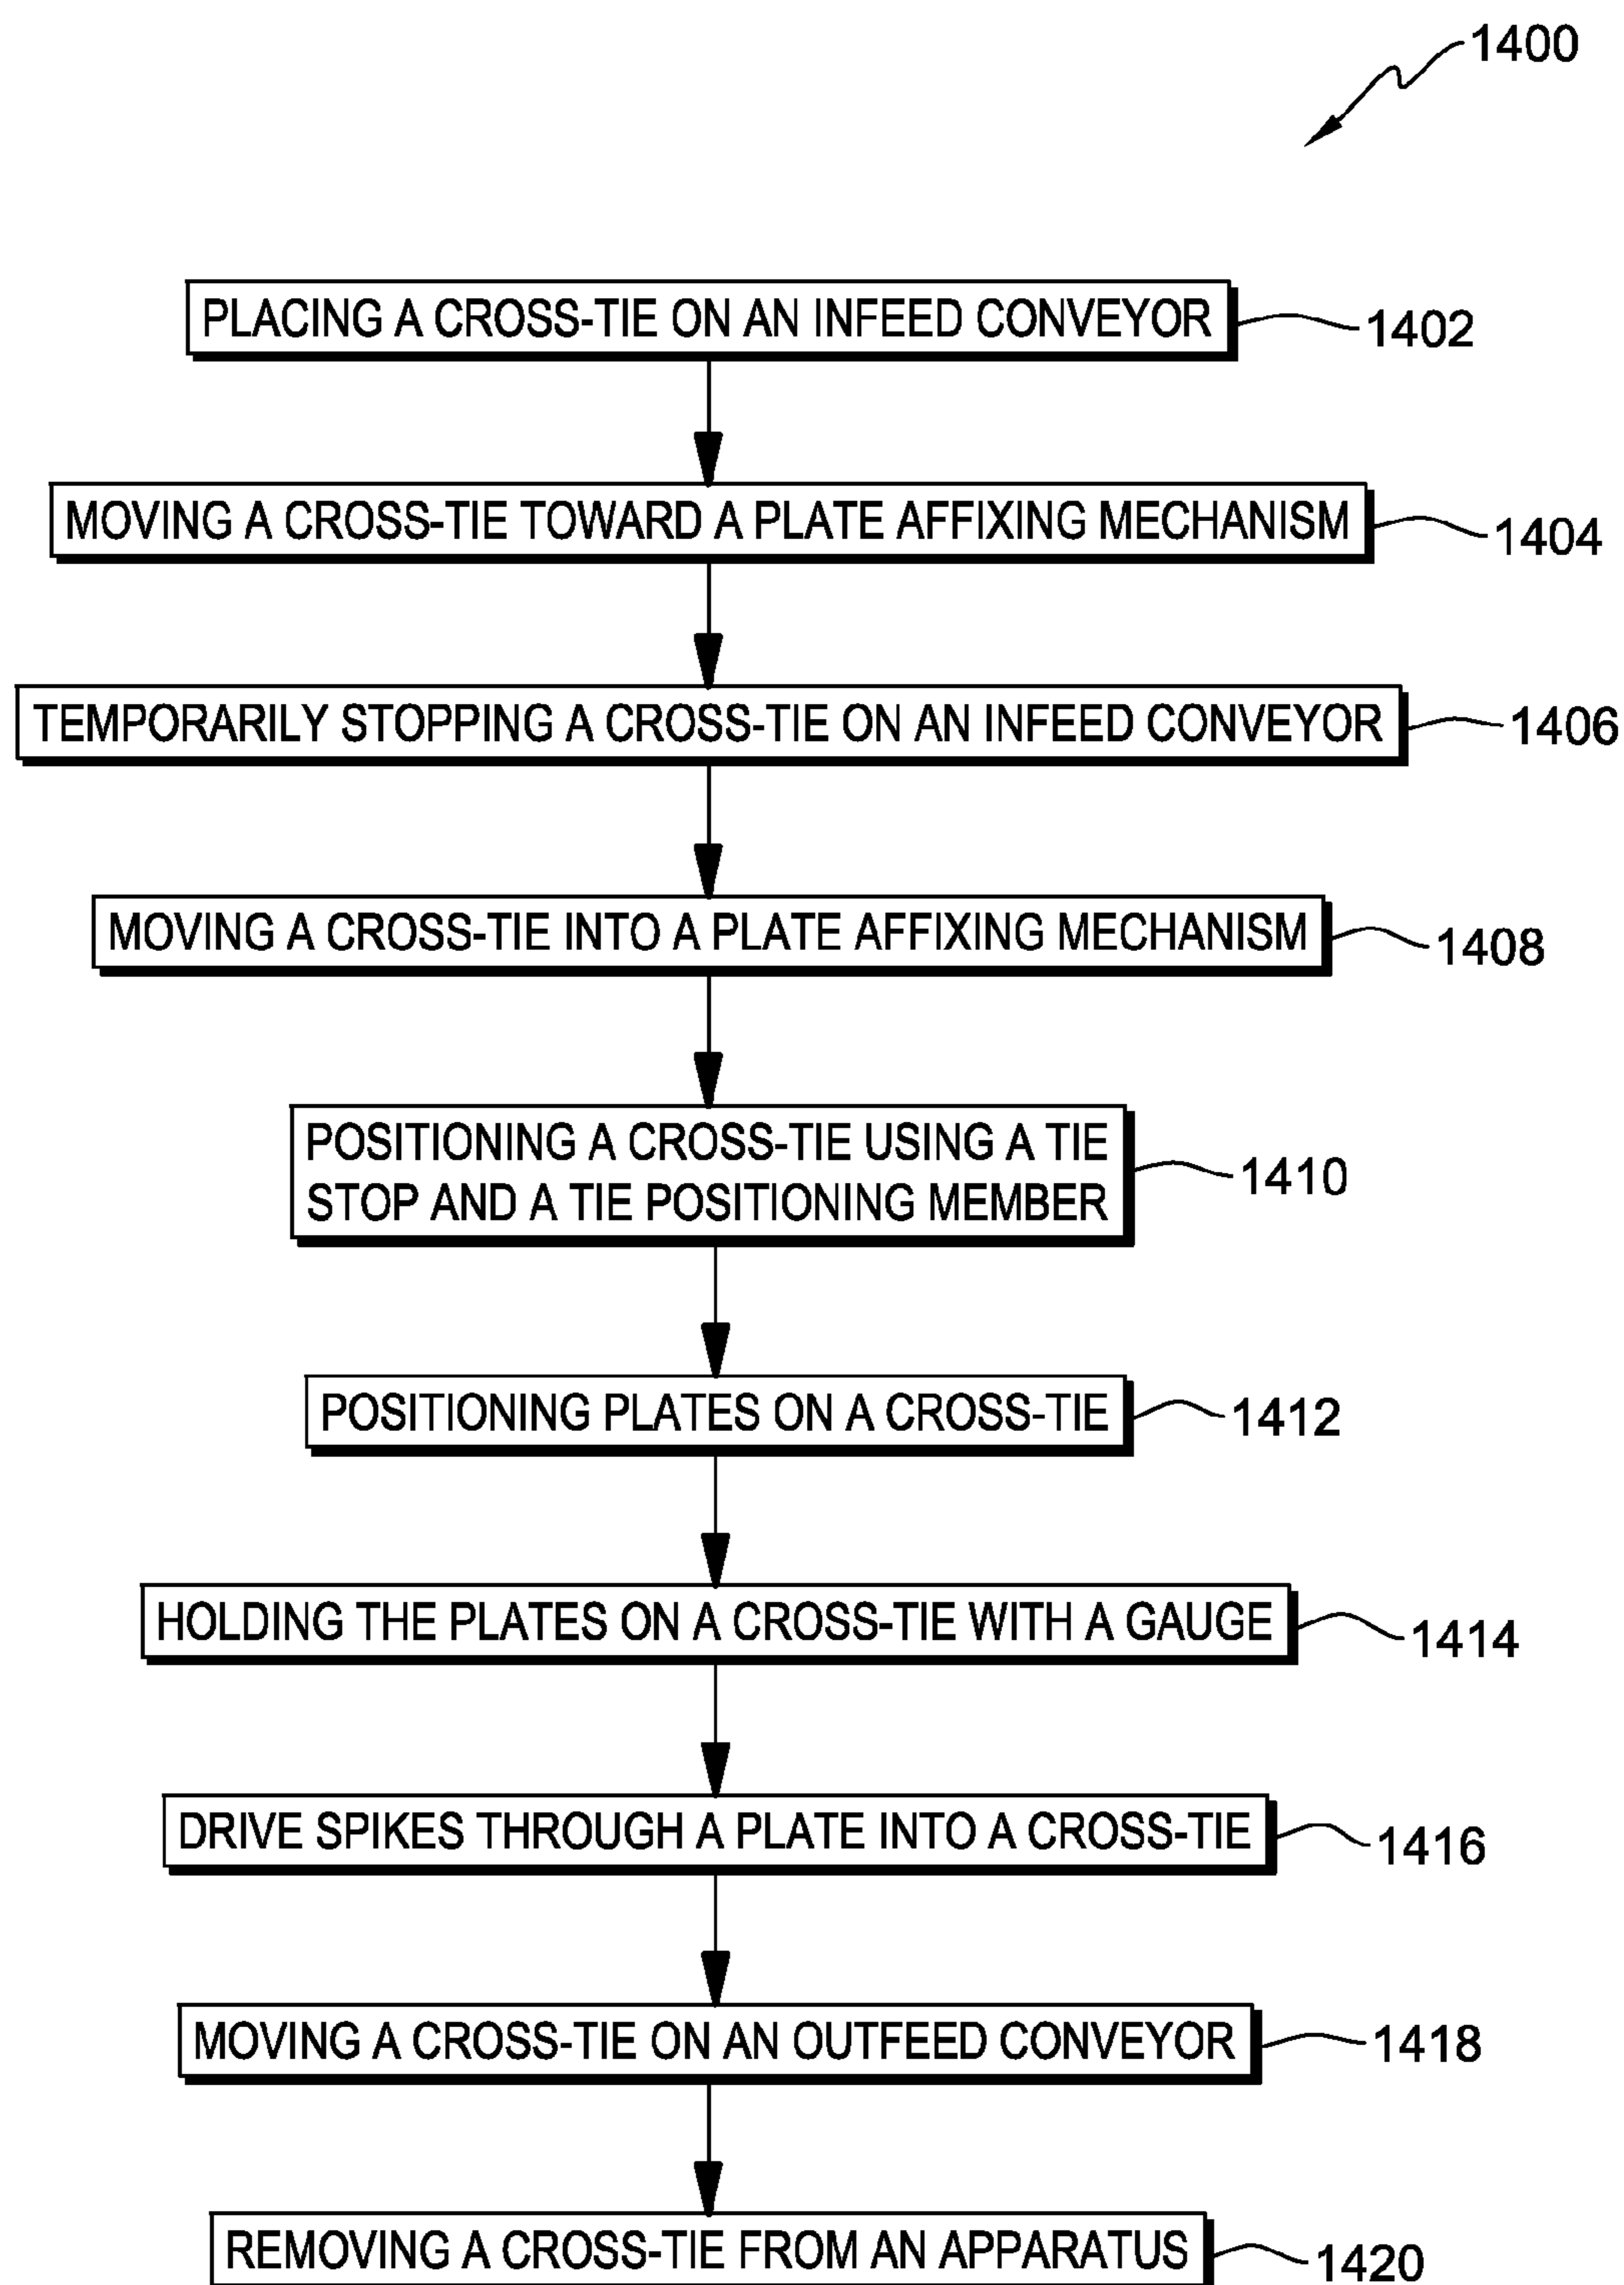 1400
PLACING A CROSS-TIE ON AN INFEED CONVEYOR
1402
MOVING A CROSS-TIE TOWARD A PLATE AFFIXING MECHANISM
1404
TEMPORARILY STOPPING A CROSS-TIE ON AN INFEED CONVEYOR
1406
MOVING A CROSS-TIE INTO A PLATE AFFIXING MECHANISM
1408
POSITIONING A CROSS-TIE USING A TIE
STOP AND A TIE POSITIONING MEMBER
1410
POSITIONING PLATES ON A CROSS-TIE
1412
HOLDING THE PLATES ON A CROSS-TIE WITH A GAUGE
1414
DRIVE SPIKES THROUGH A PLATE INTO A CROSS-TIE
1416
MOVING A CROSS-TIE ON AN OUTFEED CONVEYOR
1418
REMOVING A CROSS-TIE FROM AN APPARATUS
1420